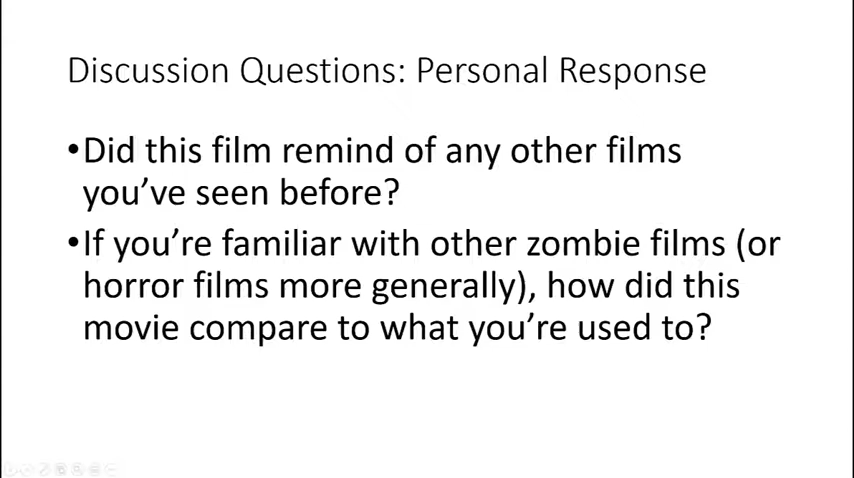 Discussion Questions: Personal Response
•Did this film remind of any other films
you’ve seen before?
•If you’re familiar with other zombie films (or
horror films more generally), how did this
movie compare to what you’re used to?